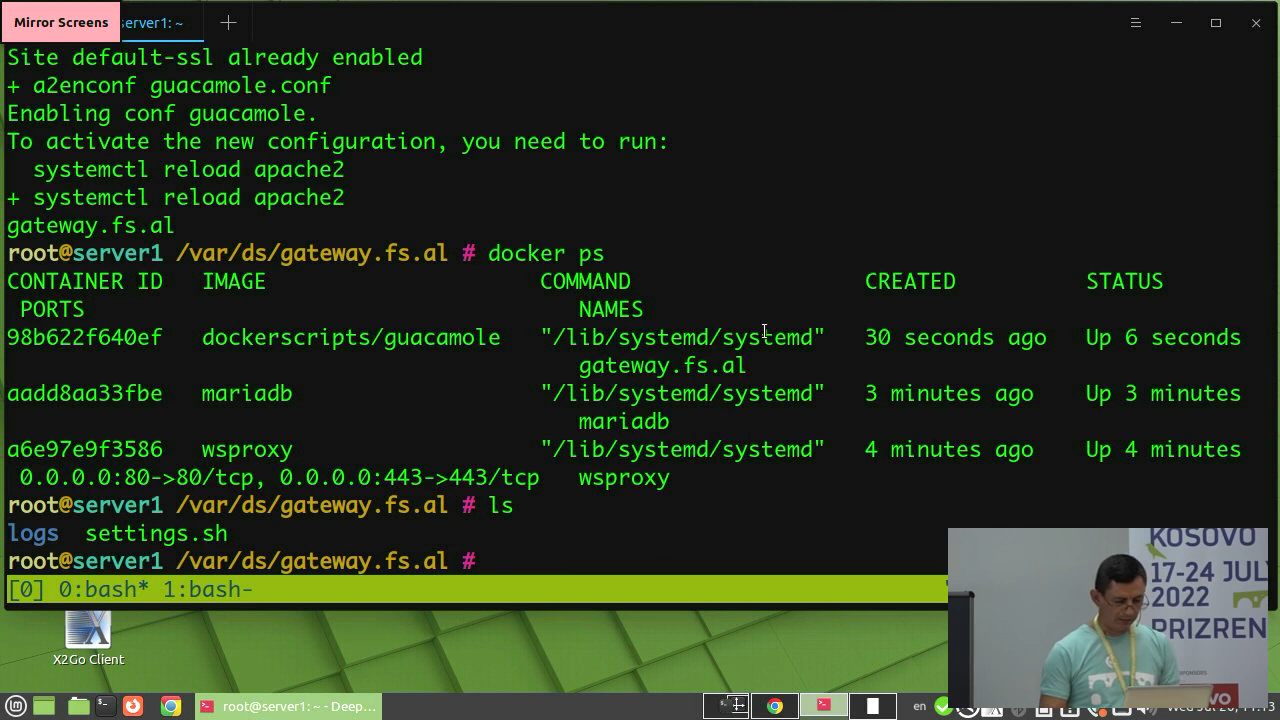 Mirror Screens
server1: ~
Site default-ssl already enabled
+ a2enconf guacamole.conf
Enabling conf guacamole.
To activate the new configuration, you need to run:
  systemctl reload apache2
+ systemctl reload apache2
gateway.fs.al
root@server1 /var/ds/gateway.fs.al # docker ps
CONTAINER ID   IMAGE                     COMMAND                  CREATED          STATUS
 PORTS                                      NAMES
98b622f640ef   dockerscripts/guacamole   "/lib/systemd/systemd"   30 seconds ago   Up 6 seconds
                                            gateway.fs.al
aadd8aa33fbe   mariadb                   "/lib/systemd/systemd"   3 minutes ago    Up 3 minutes
                                            mariadb
a6e97e9f3586   wsproxy                   "/lib/systemd/systemd"   4 minutes ago    Up 4 minutes
 0.0.0.0:80->80/tcp, 0.0.0.0:443->443/tcp   wsproxy
root@server1 /var/ds/gateway.fs.al # ls
logs  settings.sh
root@server1 /var/ds/gateway.fs.al #
[0] 0:bash* 1:bash-
KOSOVO
17-24 JULY
2022
PRIZREN
X2Go Client
root@server1: ~ - Deep...
en